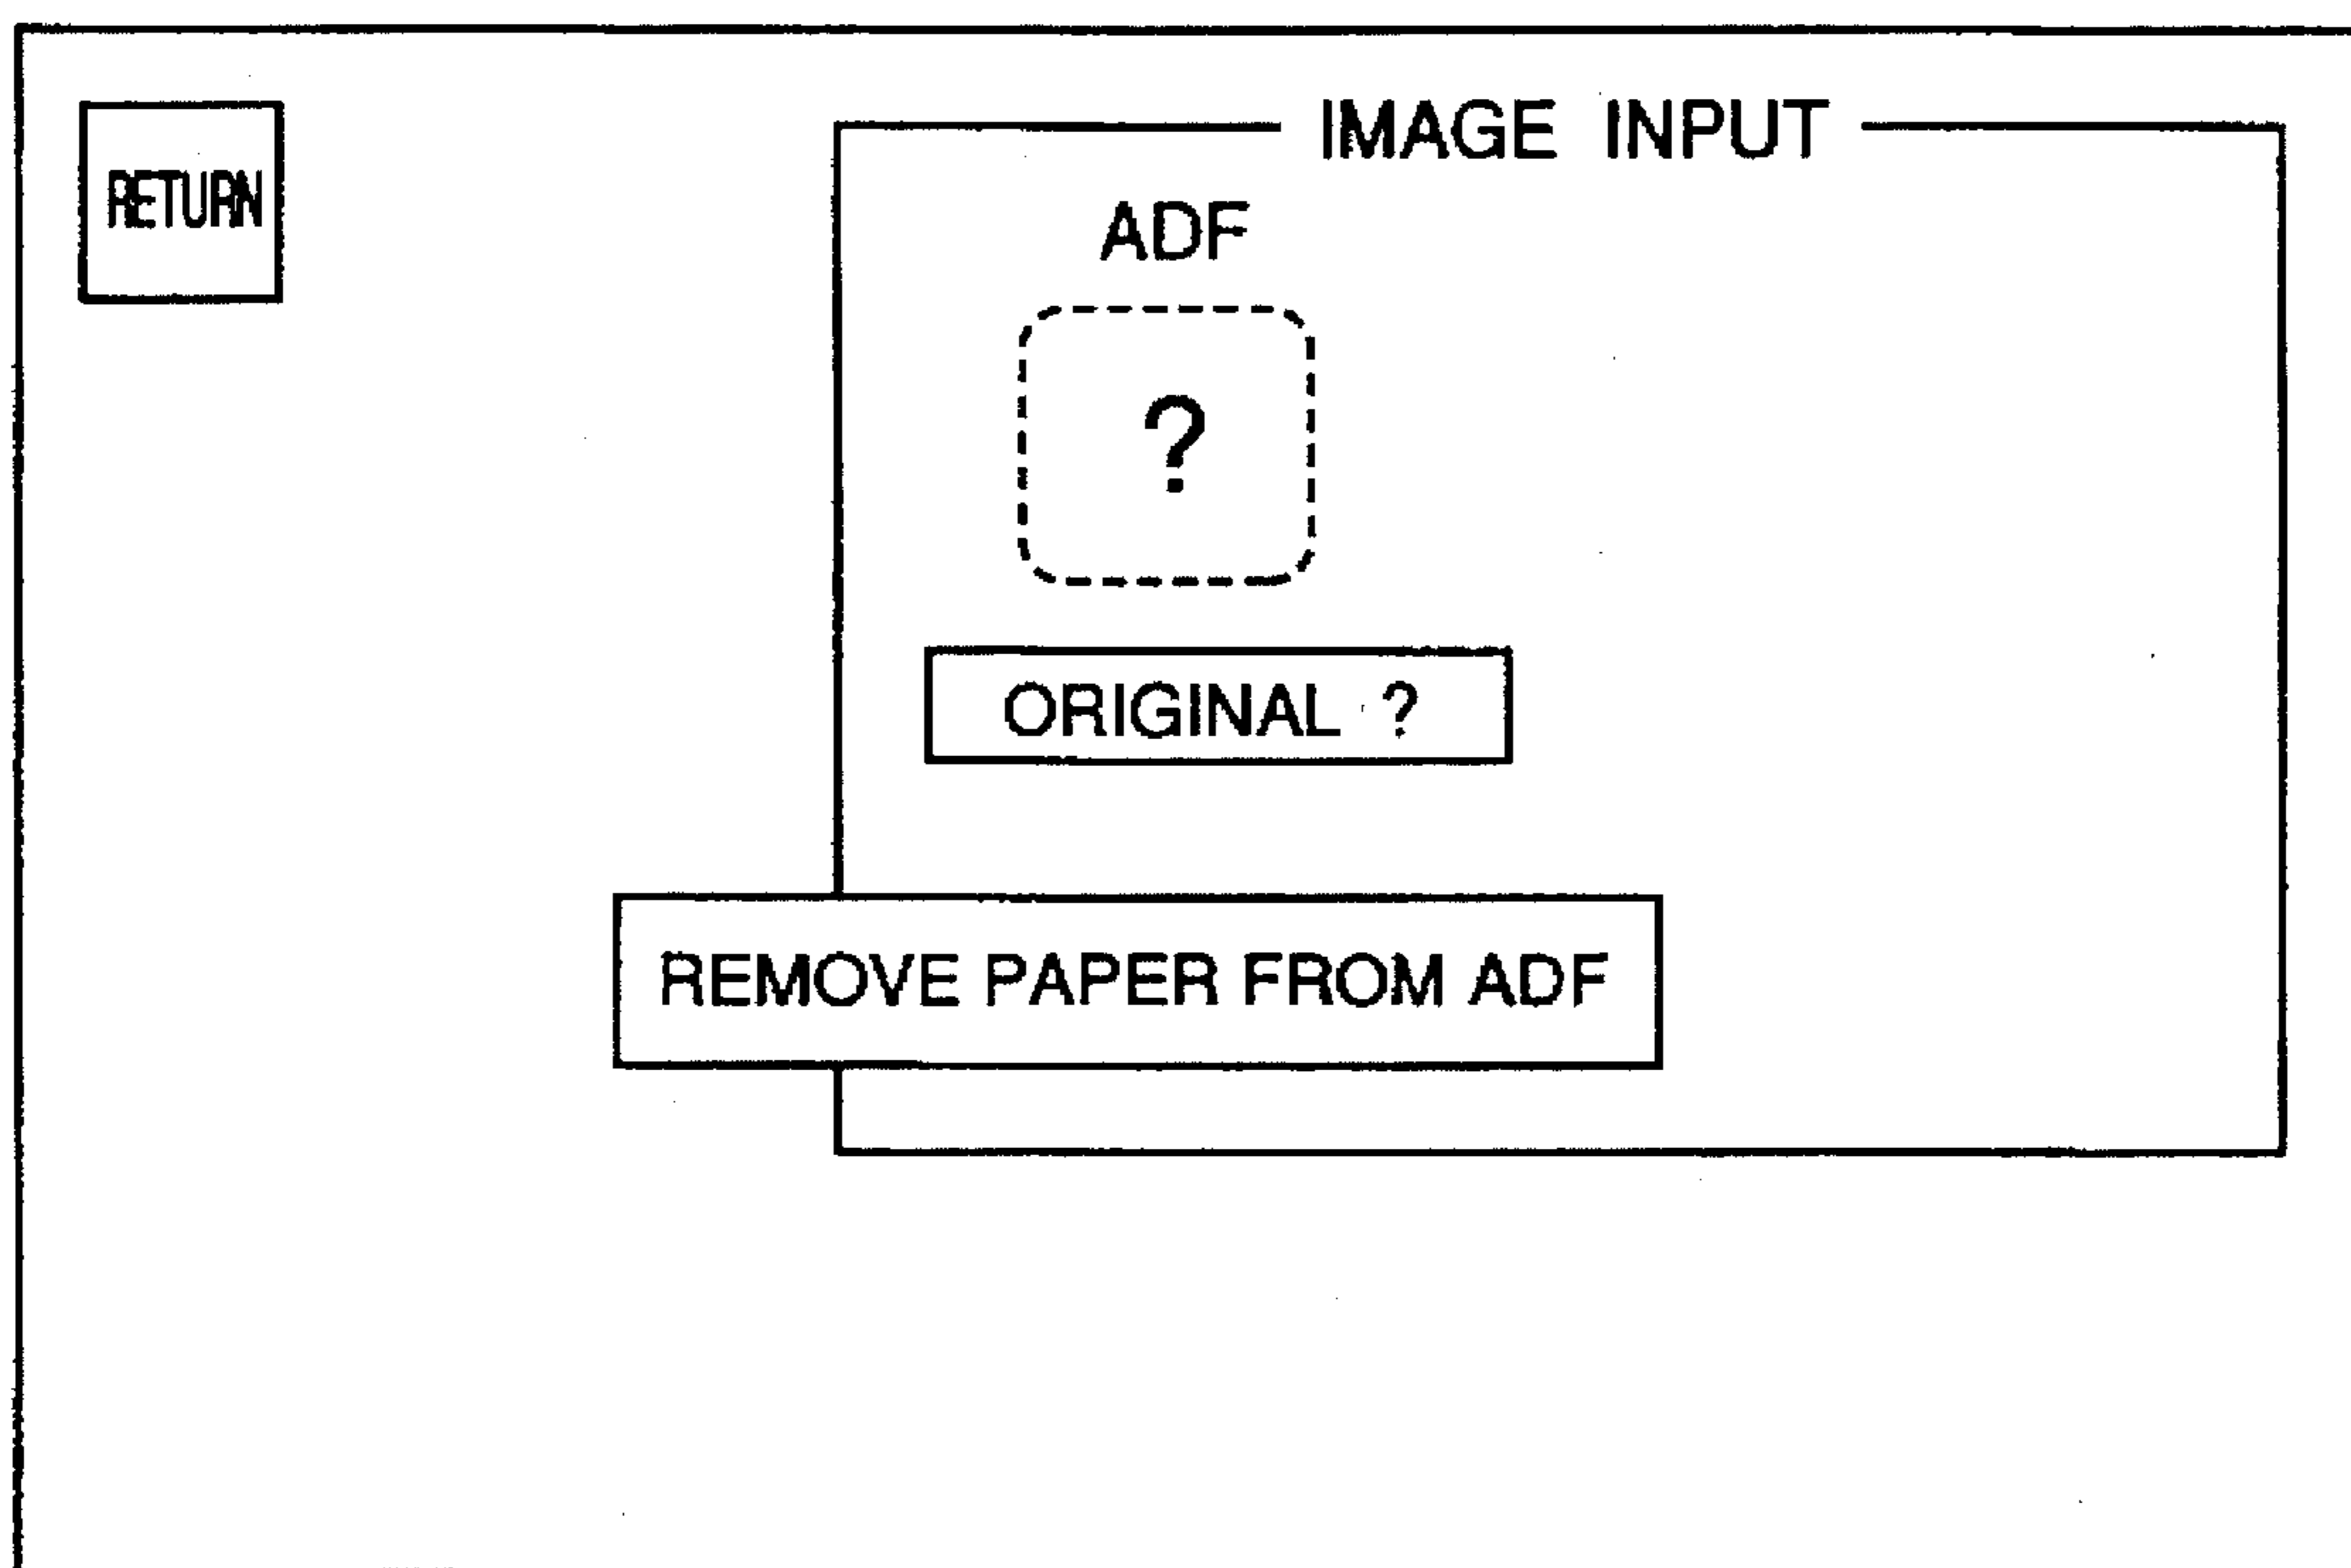 IMAGE INPUT
RETURN
ADF
?
ORIGINAL ?
REMOVE PAPER FROM ADF